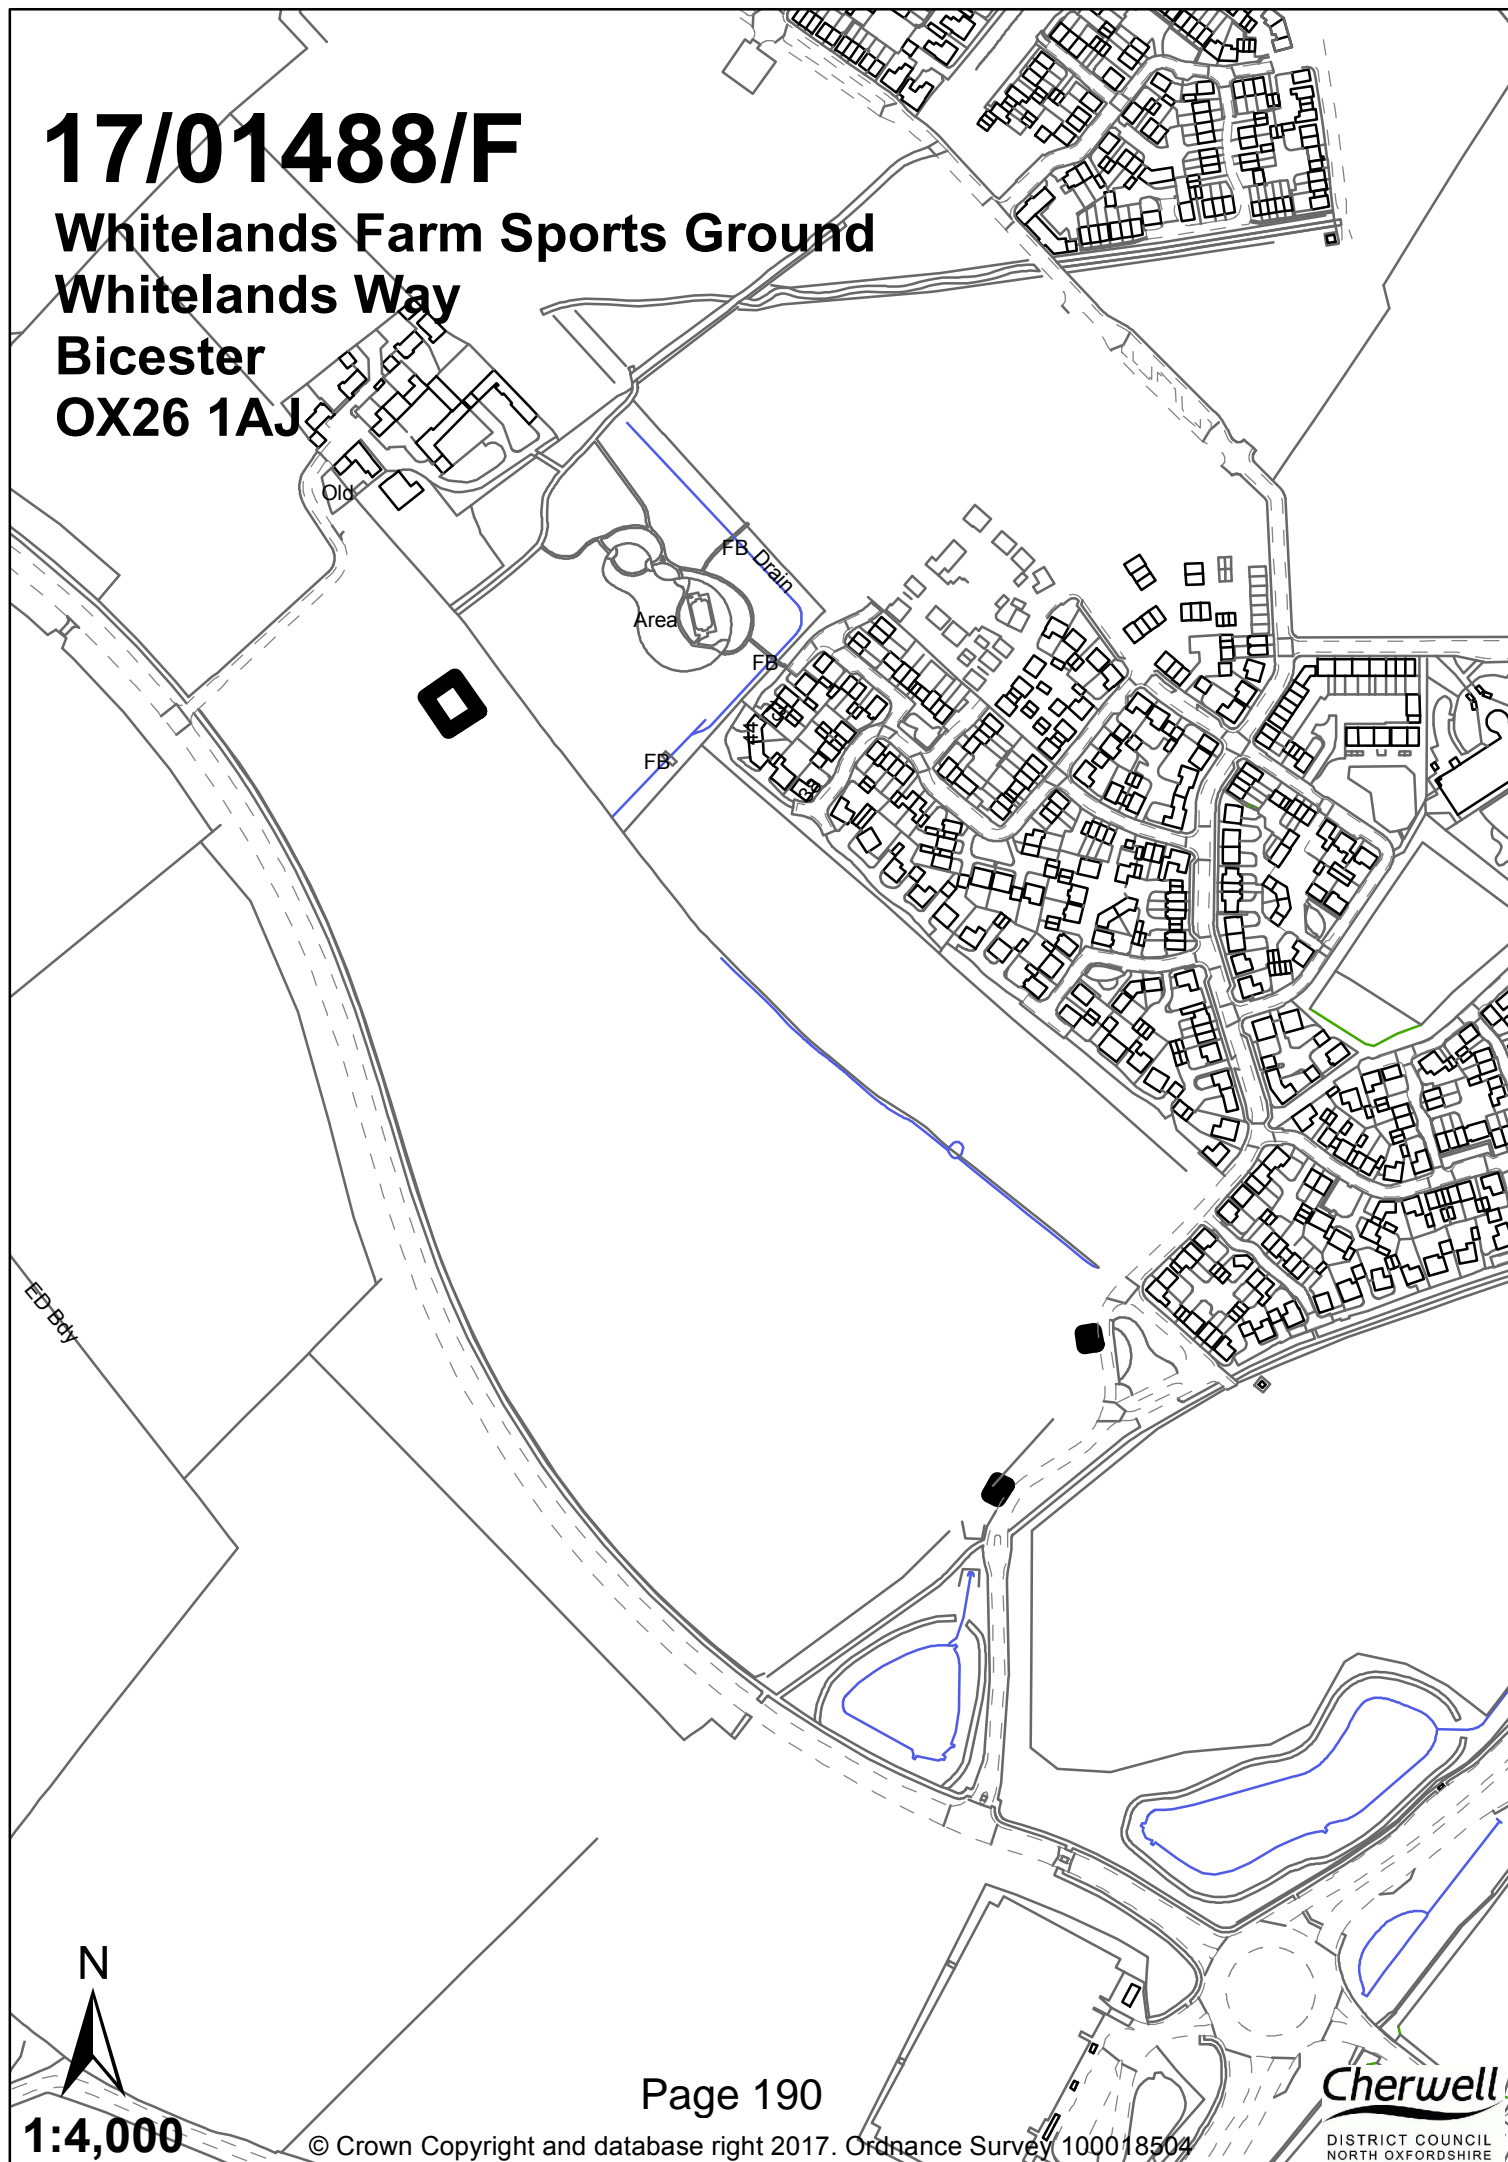 17/01488/F
Whitelands Farm Sports Ground
Whitelands Way
Bicester
OX26 1AJ
Old
FB
Drain
Area
FB
FB
44
39
ED Bdy
N
1:4,000
Page 190
© Crown Copyright and database right 2017. Ordnance Survey 100018504
Cherwell
DISTRICT COUNCIL
NORTH OXFORDSHIRE